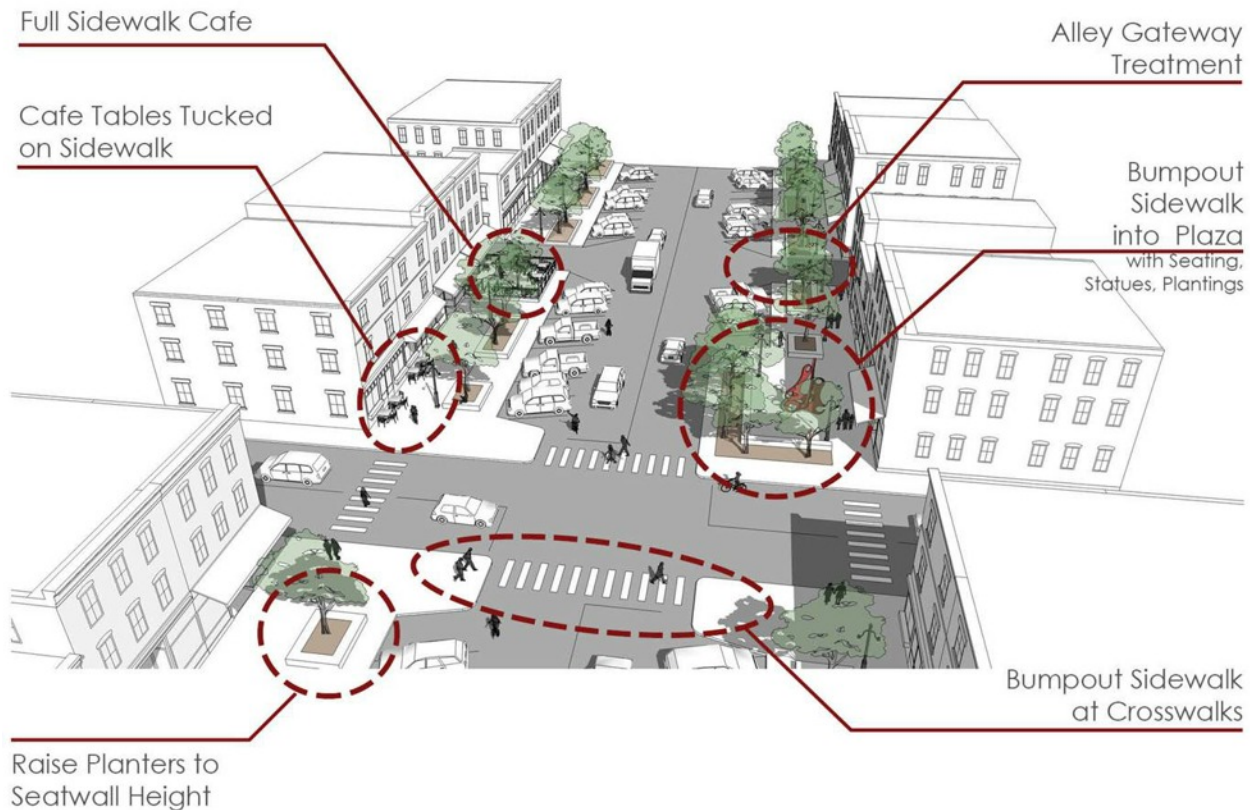 Full Sidewalk Cafe
Cafe Tables Tucked
on Sidewalk
Alley Gateway
Treatment
Bumpout
Sidewalk
into Plaza
with Seating,
Statues, Plantings
Bumpout Sidewalk
at Crosswalks
Raise Planters to
Seatwall Height